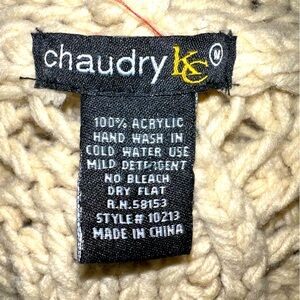 chaudry KC M
100% ACRYLIC
HAND WASH IN
COLD WATER USE
MILD DETERGENT
NO BLEACH
DRY FLAT
R.N.58153
STYLE# 10213
MADE IN CHINA